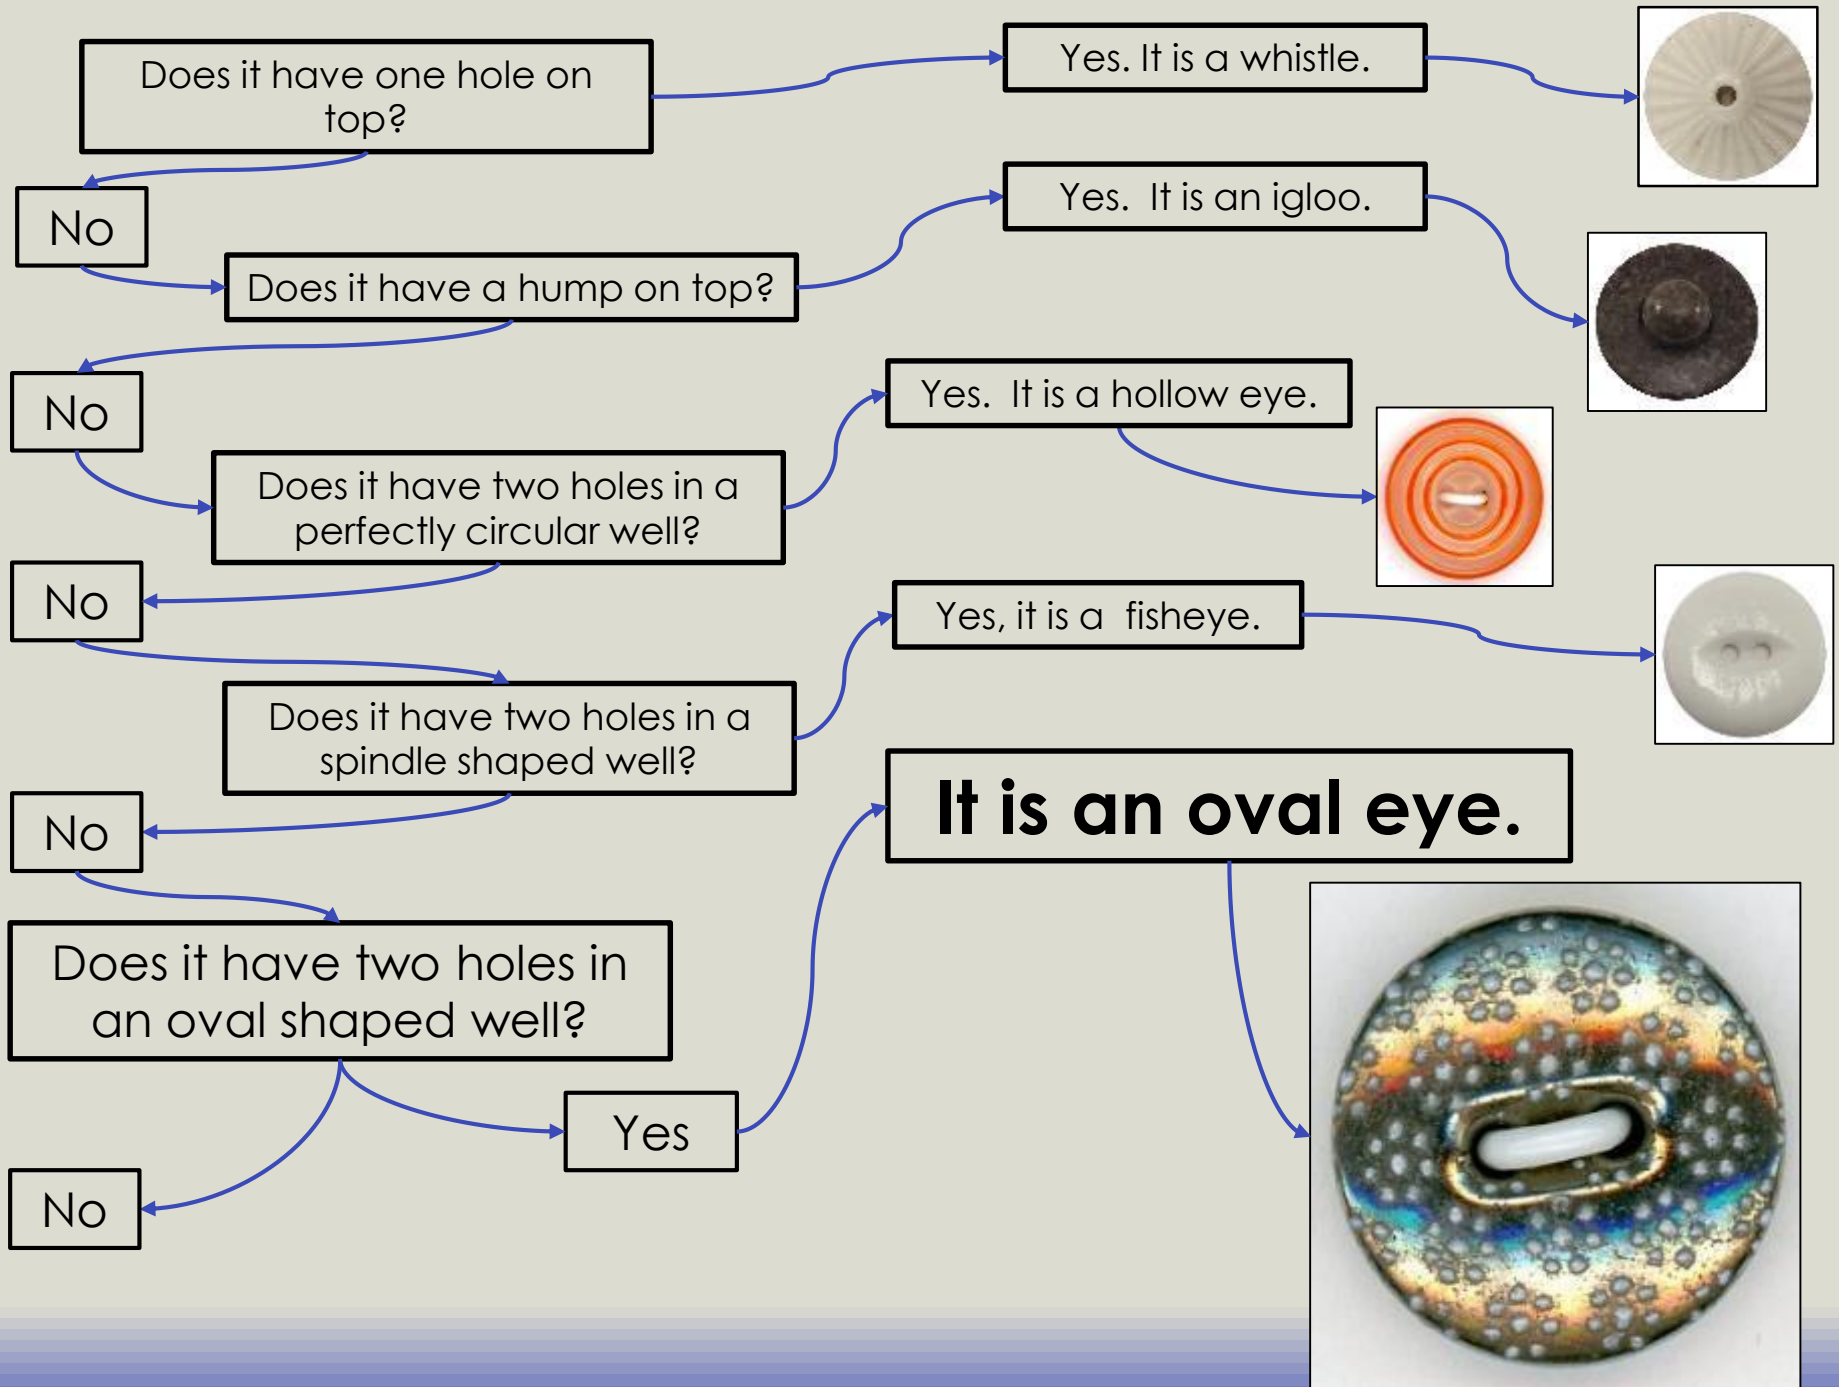 Does it have one hole on
top?
Yes. It is a whistle.
No
Yes.  It is an igloo.
Does it have a hump on top?
No
Yes.  It is a hollow eye.
Does it have two holes in a
perfectly circular well?
No
Yes, it is a  fisheye.
Does it have two holes in a
spindle shaped well?
No
It is an oval eye.
Does it have two holes in
an oval shaped well?
Yes
No